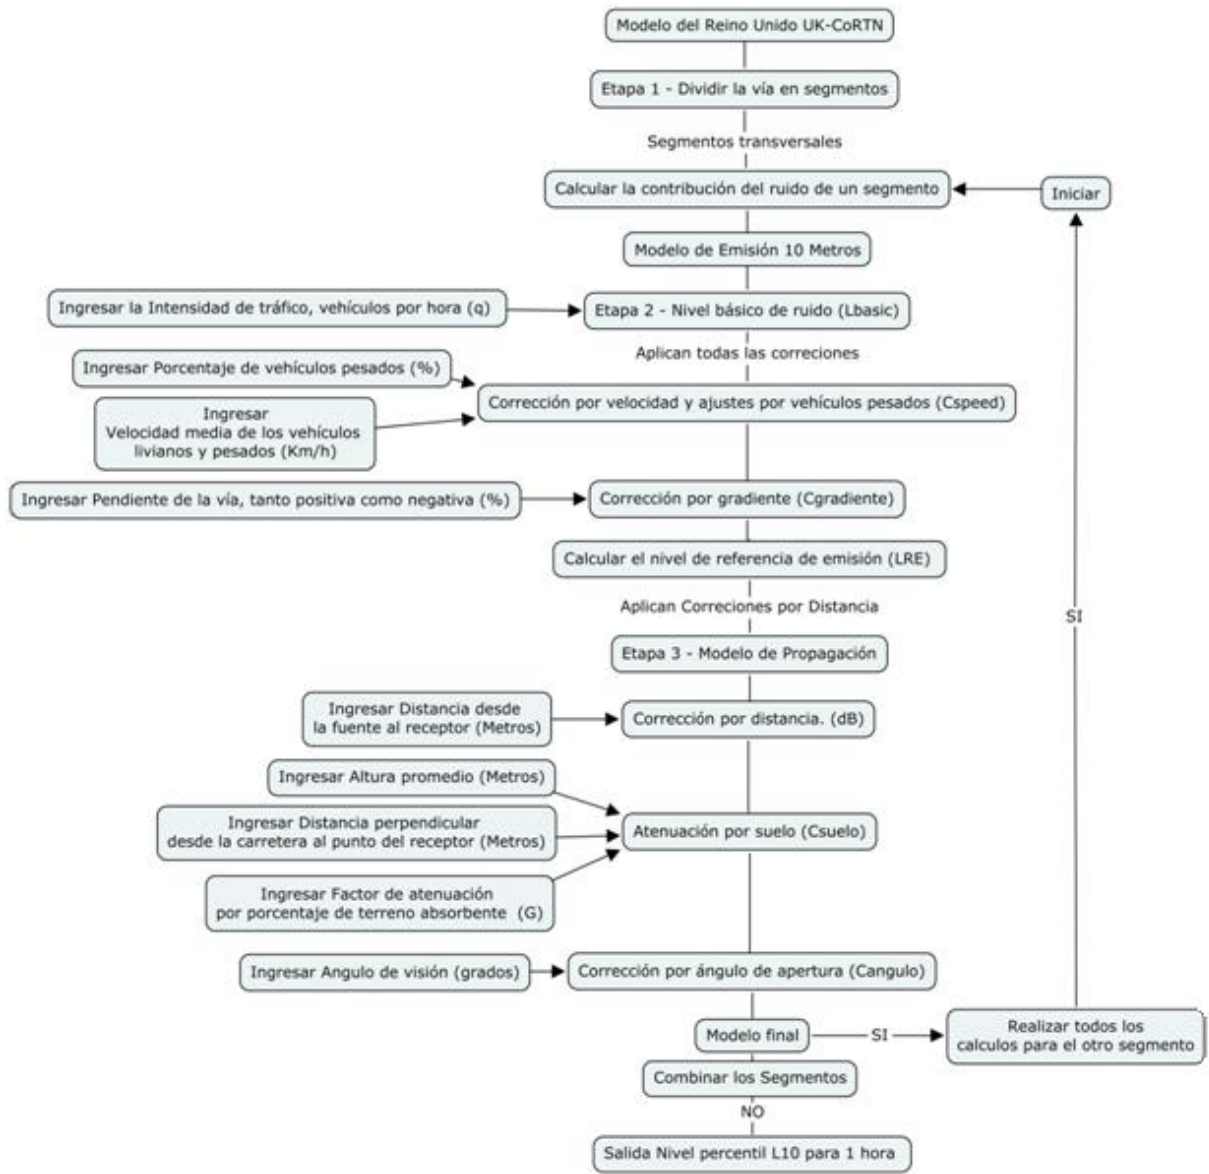 Modelo del Reino Unido UK-CoRTN
Etapa 1 - Dividir la vía en segmentos
Segmentos transversales
Calcular la contribución del ruido de un segmento
Iniciar
Modelo de Emisión 10 Metros
Ingresar la Intensidad de tráfico, vehículos por hora (q)
Etapa 2 - Nivel básico de ruido (Lbasic)
Aplican todas las correciones
Ingresar Porcentaje de vehículos pesados (%)
Corrección por velocidad y ajustes por vehículos pesados (Cspeed)
Ingresar
Velocidad media de los vehículos
livianos y pesados (Km/h)
Ingresar Pendiente de la vía, tanto positiva como negativa (%)
Corrección por gradiente (Cgradiente)
Calcular el nivel de referencia de emisión (LRE)
Aplican Correciones por Distancia
SI
Etapa 3 - Modelo de Propagación
Ingresar Distancia desde
la fuente al receptor (Metros)
Corrección por distancia. (dB)
Ingresar Altura promedio (Metros)
Ingresar Distancia perpendicular
desde la carretera al punto del receptor (Metros)
Atenuación por suelo (Csuelo)
Ingresar Factor de atenuación
por porcentaje de terreno absorbente (G)
Ingresar Angulo de visión (grados)
Corrección por ángulo de apertura (Cangulo)
Modelo final
SI
Realizar todos los
calculos para el otro segmento
Combinar los Segmentos
NO
Salida Nivel percentil L10 para 1 hora